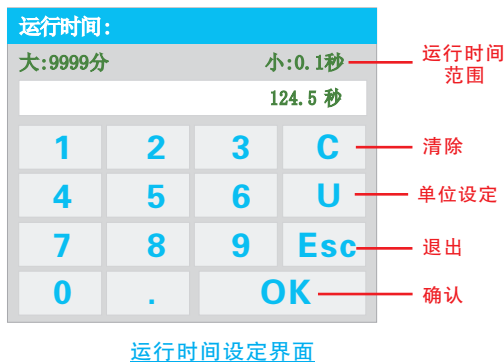 运行时间:
大:9999分 小:0.1秒
运行时间
范围
124.5 秒
1 2 3 C 清除
4 5 6 U 单位设定
7 8 9 Esc 退出
0 . OK 确认
运行时间设定界面